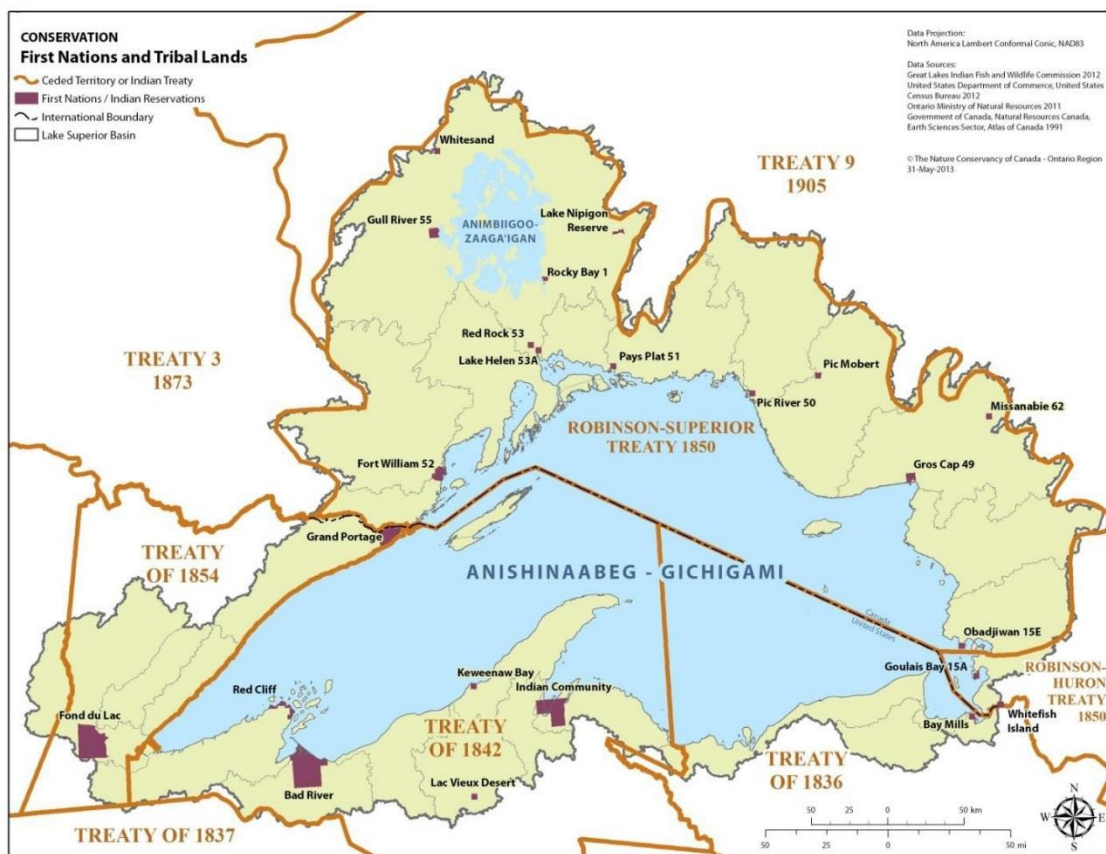 CONSERVATION
First Nations and Tribal Lands
Ceded Territory or Indian Treaty
First Nations / Indian Reservations
International Boundary
Lake Superior Basin
Data Projection:
North America Lambert Conformal Conic, NAD83
Data Sources:
Great Lakes Indian Fish and Wildlife Commission 2012
United States Department of Commerce, United States
Census Bureau 2012
Ontario Ministry of Natural Resources 2011
Government of Canada, Natural Resources Canada,
Earth Sciences Sector, Atlas of Canada 1991
© The Nature Conservancy of Canada - Ontario Region
31-May-2013
Whitesand
TREATY 9
1905
Gull River 55
ANIMBIIGOO-
ZAAGA'IGAN
Lake Nipigon
Reserve
Rocky Bay 1
Red Rock 53
Lake Helen 53A
Pays Plat 51
TREATY 3
1873
Pic Mobert
Pic River 50
Missanabie 62
ROBINSON-SUPERIOR
TREATY 1850
Fort William 52
Gros Cap 49
Grand Portage
TREATY
OF 1854
ANISHINAABEG - GICHIGAMI
Canada
United States
Obadjiwan 15E
Goulais Bay 15A
ROBINSON-
HURON
TREATY
1850
Keweenaw Bay
Indian Community
Red Cliff
Fond du Lac
TREATY
OF 1842
Bay Mills
Whitefish
Island
TREATY
OF 1836
Bad River
Lac Vieux Desert
TREATY OF 1837
50 25 0 50 km
50 25 0 50 mi
N
W E
S